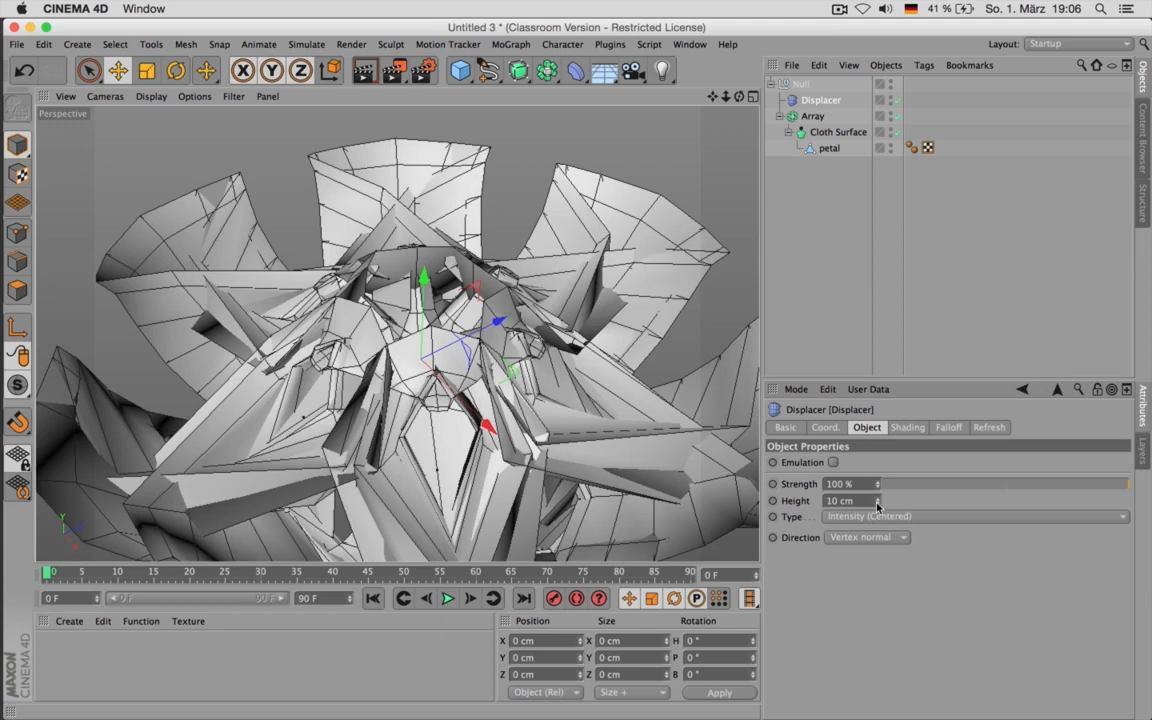 CINEMA 4D Window 41 % So. 1. März 19:06
Untitled 3 * (Classroom Version - Restricted License)
File Edit Create Select Tools Mesh Snap Animate Simulate Render Sculpt Motion Tracker MoGraph Character Plugins Script Window Help Layout: Startup
X Y Z
File Edit View Objects Tags Bookmarks
View Cameras Display Options Filter Panel
Perspective
Null
Displacer
Array
Cloth Surface
petal
Objects
Content Browser
Structure
Mode Edit User Data
Displacer [Displacer]
Basic Coord. Object Shading Falloff Refresh
Object Properties
Emulation
Strength 100 %
Height 10 cm
Type Intensity (Centered)
Direction Vertex normal
Attributes
Layers
S
Y
X
0 5 10 15 20 25 30 35 40 45 50 55 60 65 70 75 80 85 90 0 F
0 F 0 F 90 F 90 F P
Create Edit Function Texture
Position Size Rotation
X 0 cm X 0 cm H 0 °
Y 0 cm Y 0 cm P 0 °
Z 0 cm Z 0 cm B 0 °
Object (Rel) Size + Apply
MAXON
CINEMA 4D